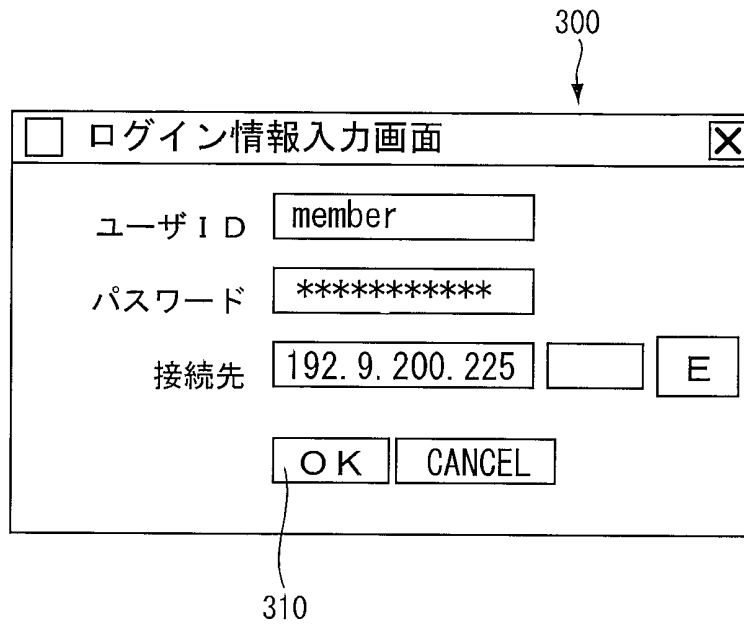 300
ログイン情報入力画面
ユーザID member
パスワード ***********
接続先 192.9.200.225 E
OK CANCEL
310